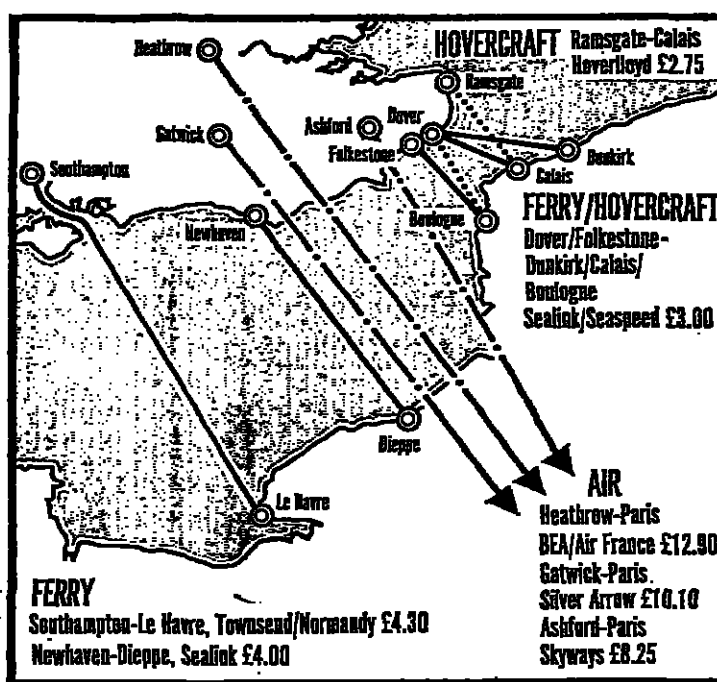 HOVERCRAFT Ramsgate-Calais
Hoverlloyd £2.75
Heathrow
Ramsgate
Gatwick
Ashford
Dover
Folkestone
Dunkirk
Calais
Southampton
Newhaven
Boulogne
FERRY/HOVERCRAFT
Dover/Folkestone-
Dunkirk/Calais/
Boulogne
Sealink/Seaspeed £3.00
Dieppe
Le Havre
AIR
Heathrow-Paris
BEA/Air France £12.90
Gatwick-Paris.
Silver Arrow £10.10
Ashford-Paris
Skyways £8.25
FERRY
Southampton-Le Havre, Townsend/Normandy £4.30
Newhaven-Dieppe, Sealink £4.00